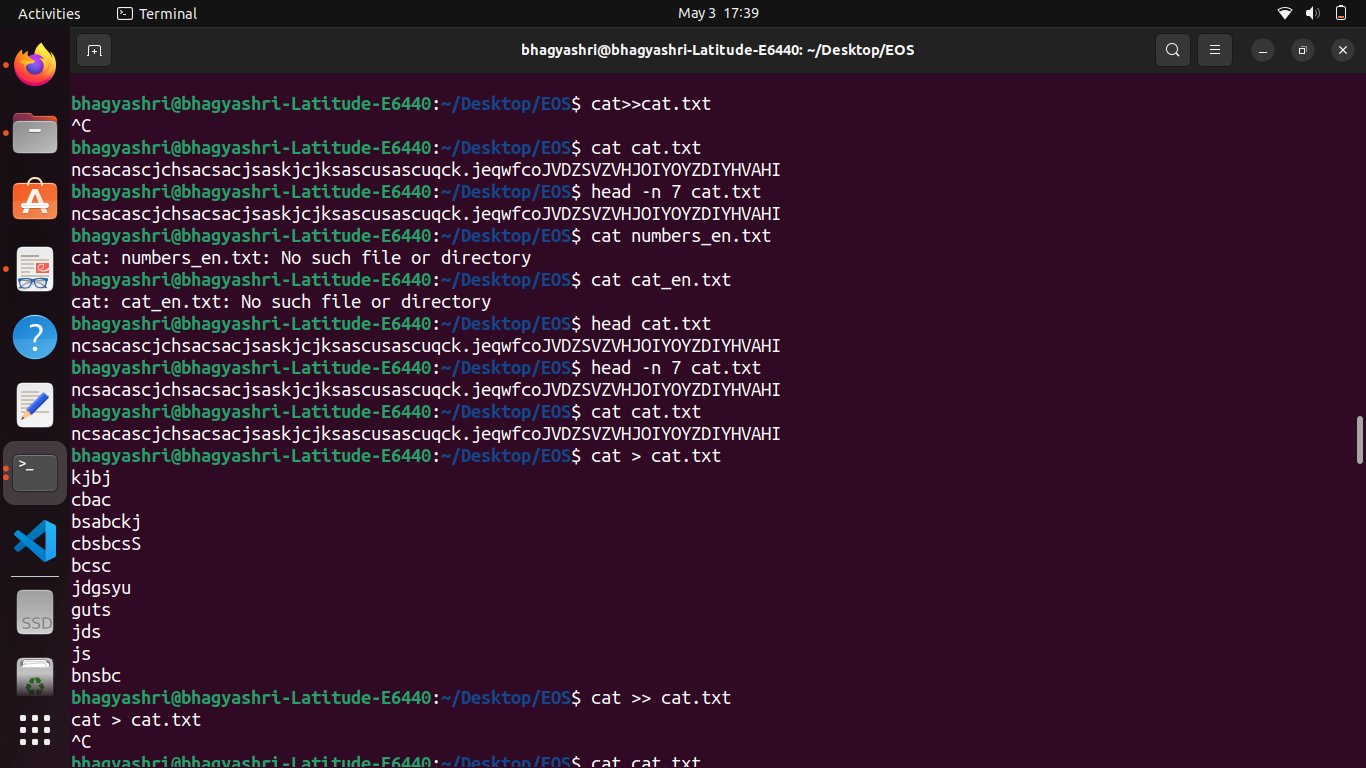 Activities
Terminal
May 3 17:39
bhagyashri@bhagyashri-Latitude-E6440: ~/Desktop/EOS
bhagyashri@bhagyashri-Latitude-E6440:~/Desktop/EOS$ cat>>cat.txt
^C
bhagyashri@bhagyashri-Latitude-E6440:~/Desktop/EOS$ cat cat.txt
ncsacascjchsacsacjsaskjcjksascusascuqck.jeqwfcoJVDZSVZVHJOIYOYZDIYHVAHI
bhagyashri@bhagyashri-Latitude-E6440:~/Desktop/EOS$ head -n 7 cat.txt
ncsacascjchsacsacjsaskjcjksascusascuqck.jeqwfcoJVDZSVZVHJOIYOYZDIYHVAHI
bhagyashri@bhagyashri-Latitude-E6440:~/Desktop/EOS$ cat numbers_en.txt
cat: numbers_en.txt: No such file or directory
bhagyashri@bhagyashri-Latitude-E6440:~/Desktop/EOS$ cat cat_en.txt
cat: cat_en.txt: No such file or directory
bhagyashri@bhagyashri-Latitude-E6440:~/Desktop/EOS$ head cat.txt
ncsacascjchsacsacjsaskjcjksascusascuqck.jeqwfcoJVDZSVZVHJOIYOYZDIYHVAHI
bhagyashri@bhagyashri-Latitude-E6440:~/Desktop/EOS$ head -n 7 cat.txt
ncsacascjchsacsacjsaskjcjksascusascuqck.jeqwfcoJVDZSVZVHJOIYOYZDIYHVAHI
bhagyashri@bhagyashri-Latitude-E6440:~/Desktop/EOS$ cat cat.txt
ncsacascjchsacsacjsaskjcjksascusascuqck.jeqwfcoJVDZSVZVHJOIYOYZDIYHVAHI
bhagyashri@bhagyashri-Latitude-E6440:~/Desktop/EOS$ cat > cat.txt
kjbj
cbac
bsabckj
cbsbcsS
bcsc
jdgsyu
guts
jds
js
bnsbc
bhagyashri@bhagyashri-Latitude-E6440:~/Desktop/EOS$ cat >> cat.txt
cat > cat.txt
^C
bhagyashri@bhagyashri-Latitude-E6440:~/Desktop/EOS$ cat cat.txt
SSD